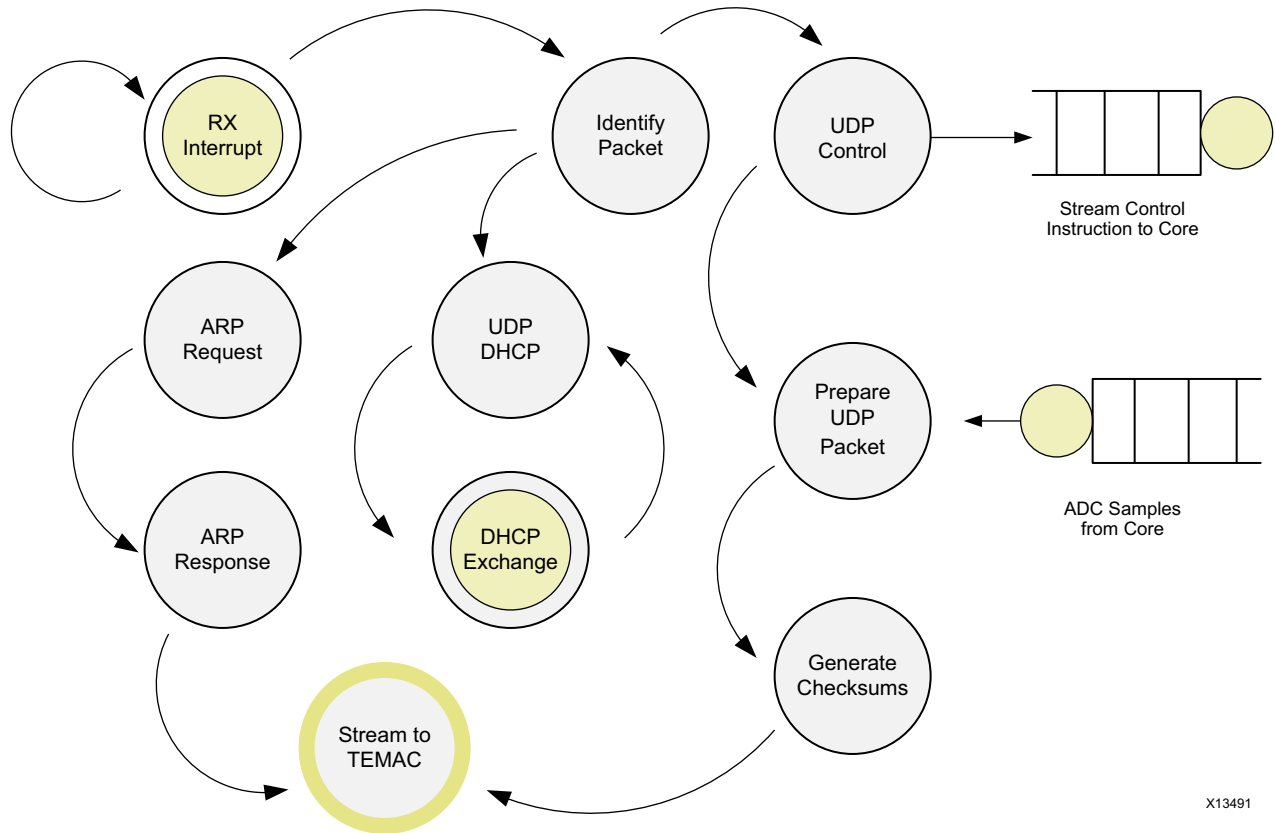 RX
Interrupt
Identify
Packet
UDP
Control
Stream Control
Instruction to Core
ARP
Request
UDP
DHCP
Prepare
UDP
Packet
ADC Samples
from Core
ARP
Response
DHCP
Exchange
Generate
Checksums
Stream to
TEMAC
X13491